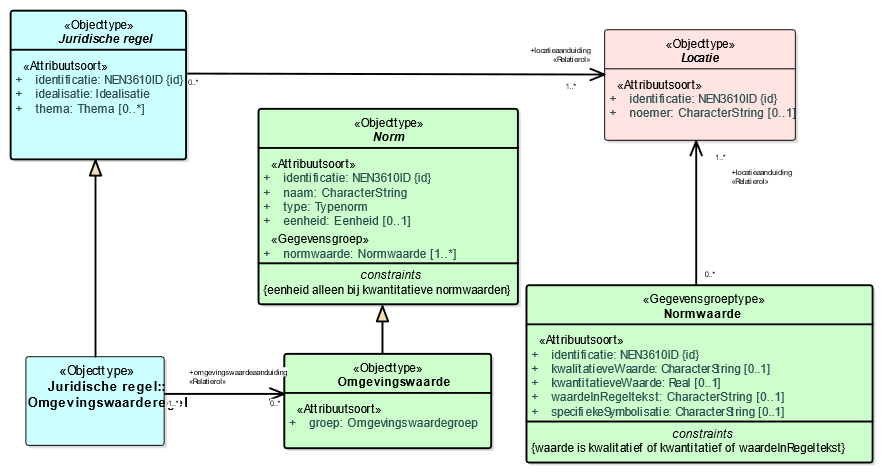 «Objecttype»
Juridische regel
«Attribuutsoort»
+ identificatie: NEN3610ID {id}
+ idealisatie: Idealisatie
+ thema: Thema [0..*]
0..*
+locatieaanduiding
«Relatierol»
1..*
«Objecttype»
Locatie
«Attribuutsoort»
+ identificatie: NEN3610ID {id}
+ noemer: CharacterString [0..1]
«Objecttype»
Norm
«Attribuutsoort»
+ identificatie: NEN3610ID {id}
+ naam: CharacterString
+ type: Typenorm
+ eenheid: Eenheid [0..1]
«Gegevensgroep»
+ normwaarde: Normwaarde [1..*]
constraints
{eenheid alleen bij kwantitatieve normwaarden}
1..*
+locatieaanduiding
«Relatierol»
0..*
«Gegevensgroeptype»
Normwaarde
«Attribuutsoort»
+ identificatie: NEN3610ID {id}
+ kwalitatieveWaarde: CharacterString [0..1]
+ kwantitatieveWaarde: Real [0..1]
+ waardeInRegeltekst: CharacterString [0..1]
+ specifiekeSymbolisatie: CharacterString [0..1]
constraints
{waarde is kwalitatief of kwantitatief of waardeInRegeltekst}
«Objecttype»
Juridische regel::
Omgevingswaarderegel
1..*
+omgevingswaardeaanduiding
«Relatierol»
0..*
«Objecttype»
Omgevingswaarde
«Attribuutsoort»
+ groep: Omgevingswaardegroep